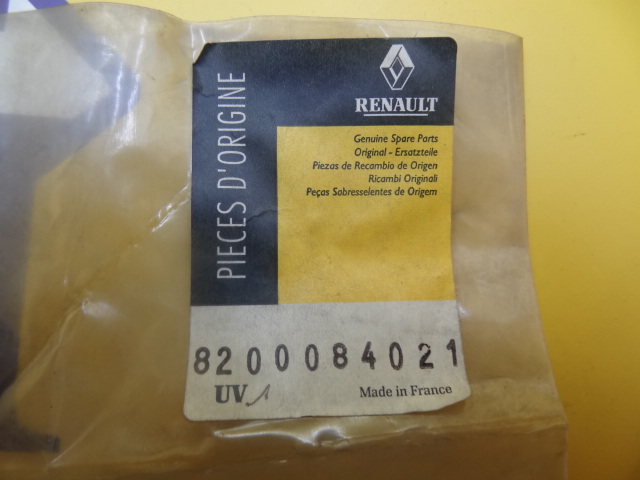 PIECES D'ORIGINE
RENAULT
Genuine Spare Parts
Original - Ersatzteile
Piezas de Recambio de Origen
Ricambi Originali
Peças Sobresselentes de Origem
8200084021
UV 1
Made in France